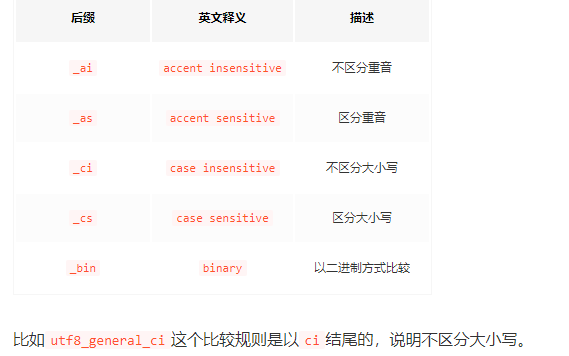 后缀 英文释义 描述
_ai accent insensitive 不区分重音
_as accent sensitive 区分重音
_ci case insensitive 不区分大小写
_cs case sensitive 区分大小写
_bin binary 以二进制方式比较
比如 utf8_general_ci 这个比较规则是以 ci 结尾的，说明不区分大小写。